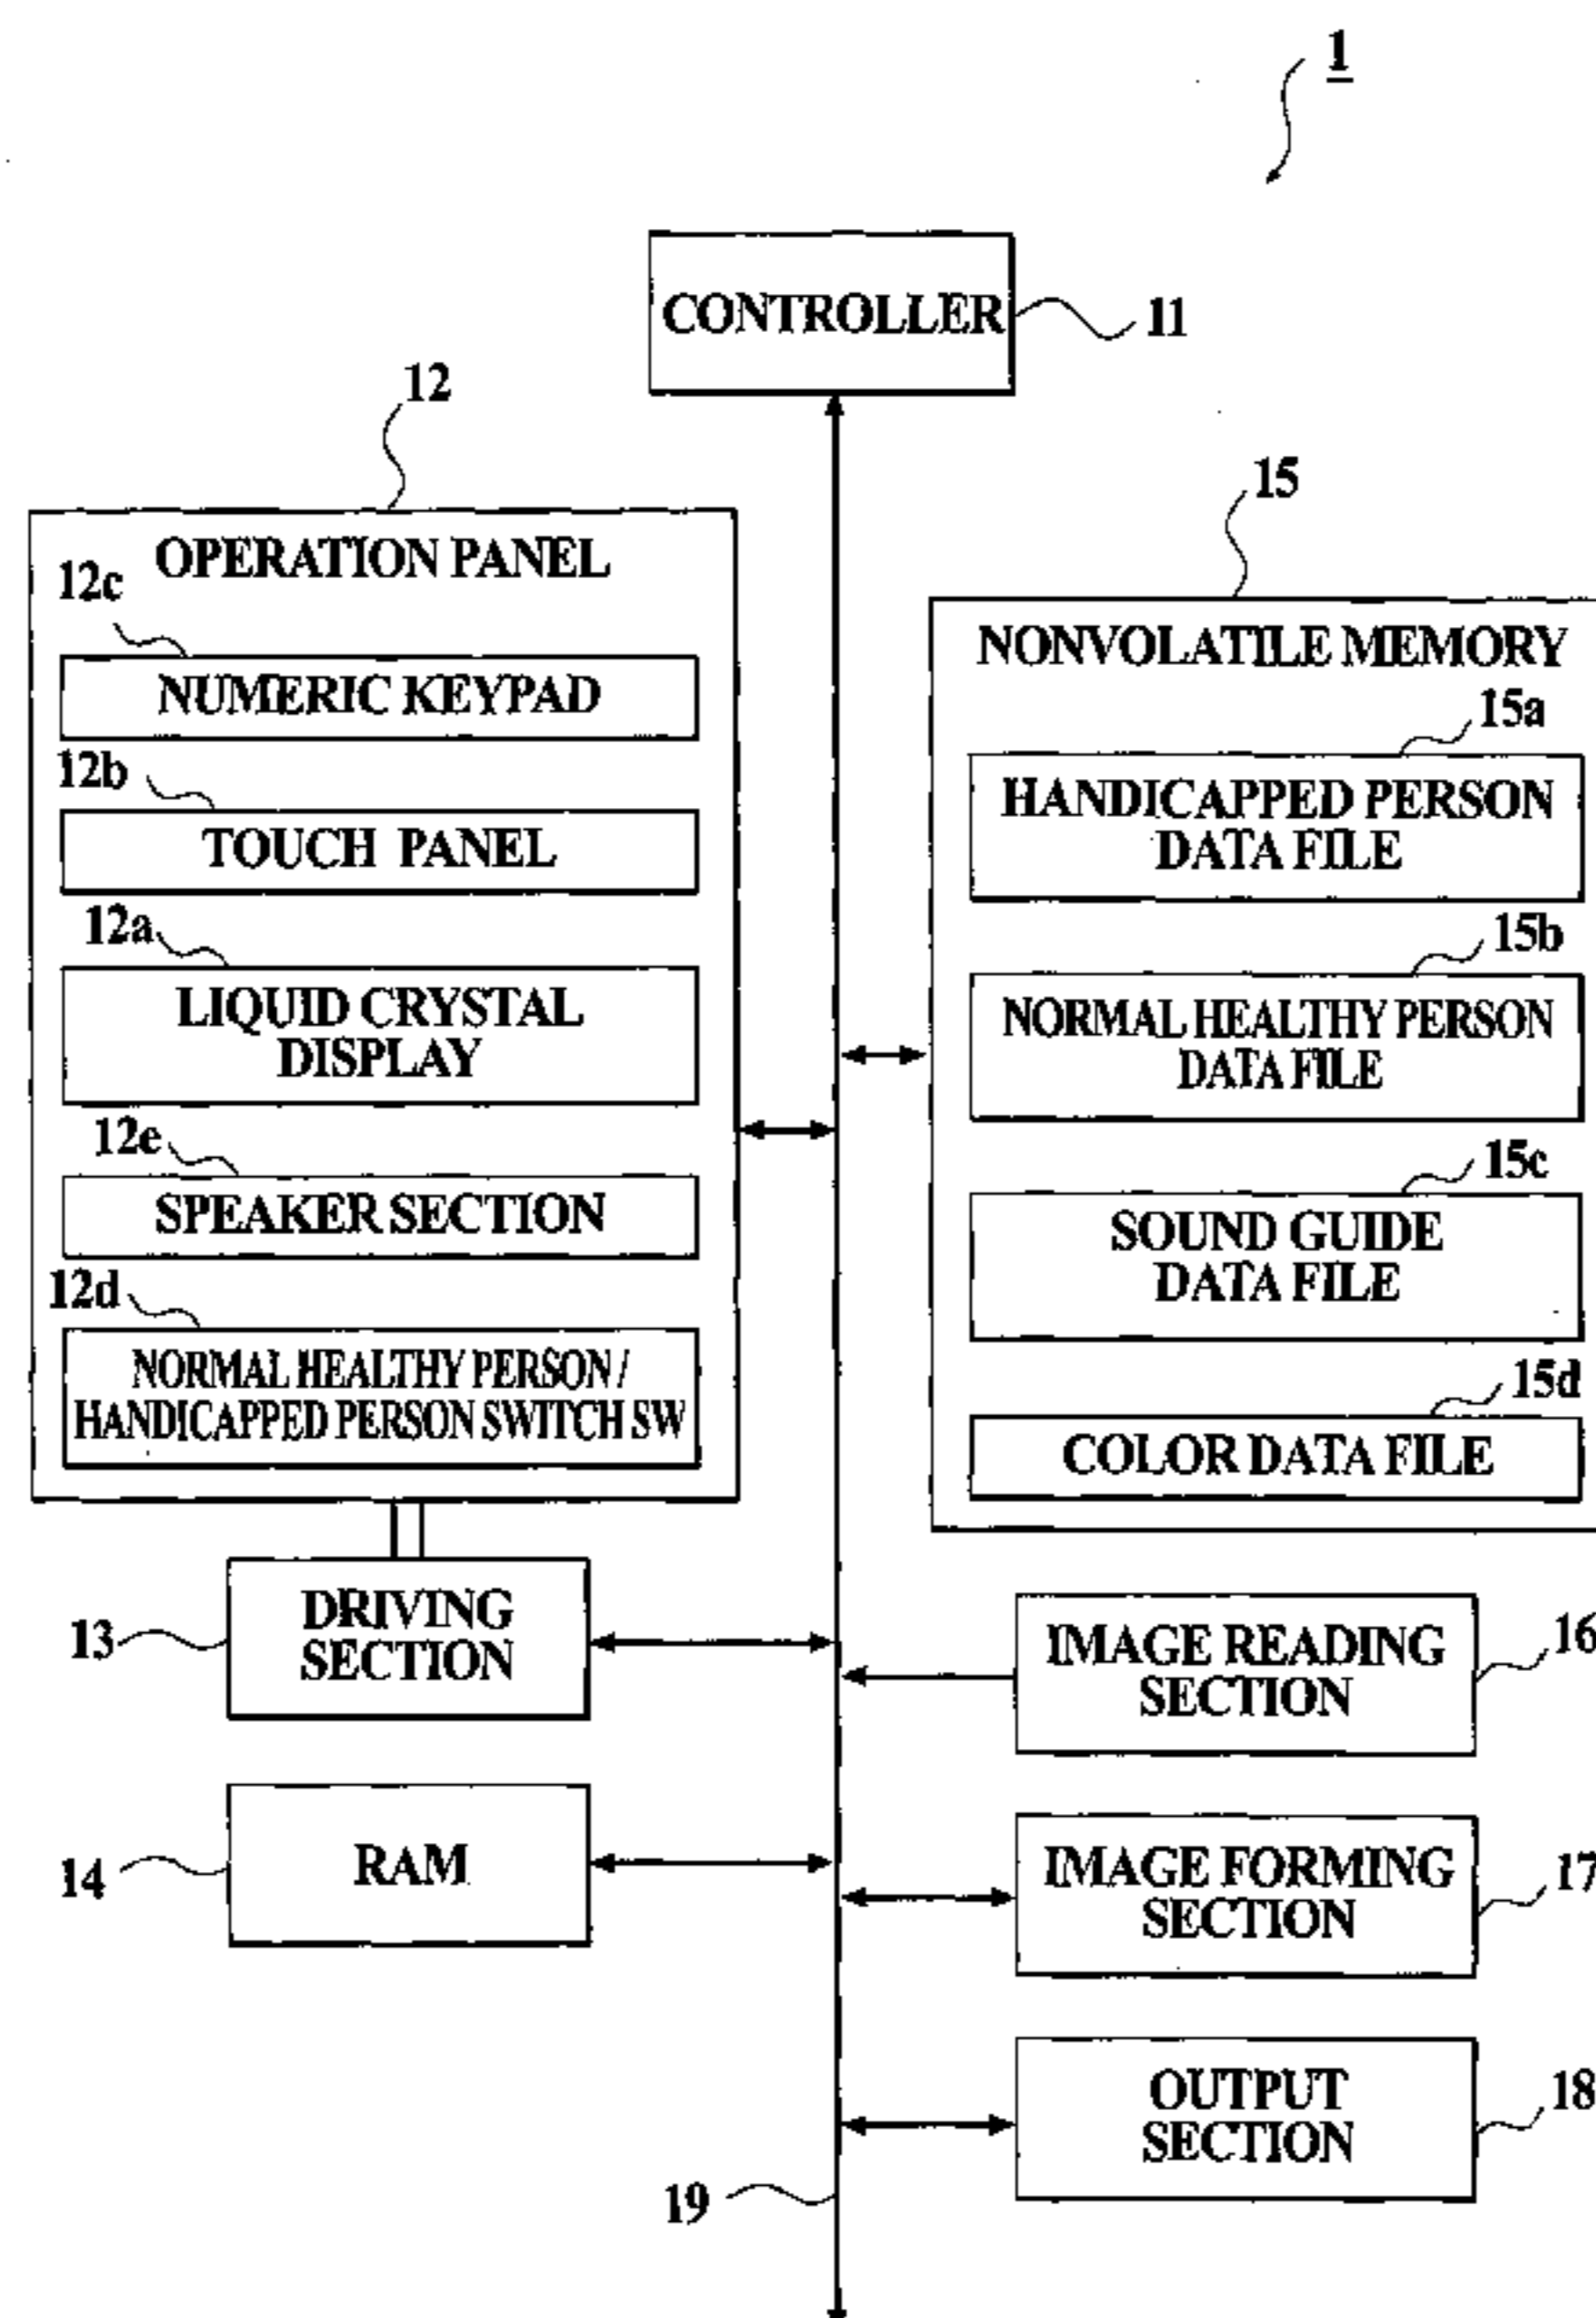 1
CONTROLLER
11
12
OPERATION PANEL
12c
NUMERIC KEYPAD
12b
TOUCH PANEL
12a
LIQUID CRYSTAL
DISPLAY
12e
SPEAKER SECTION
12d
NORMAL HEALTHY PERSON /
HANDICAPPED PERSON SWITCH SW
15
NONVOLATILE MEMORY
15a
HANDICAPPED PERSON
DATA FILE
15b
NORMAL HEALTHY PERSON
DATA FILE
15c
SOUND GUIDE
DATA FILE
15d
COLOR DATA FILE
13
DRIVING
SECTION
14
RAM
IMAGE READING
SECTION
16
IMAGE FORMING
SECTION
17
OUTPUT
SECTION
18
19